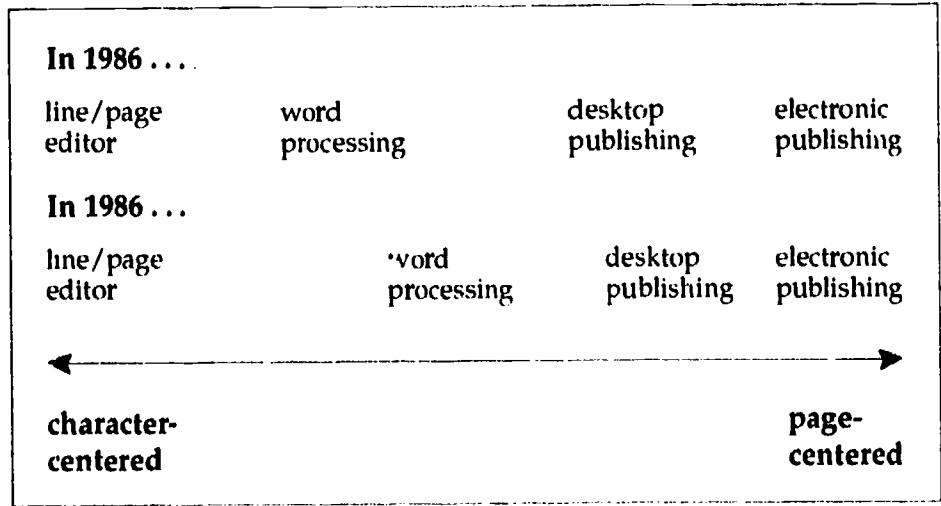 In 1986 . . .
line/page word desktop electronic
editor processing publishing publishing
In 1986 . . .
line/page word desktop electronic
editor processing publishing publishing
character- page-
centered centered